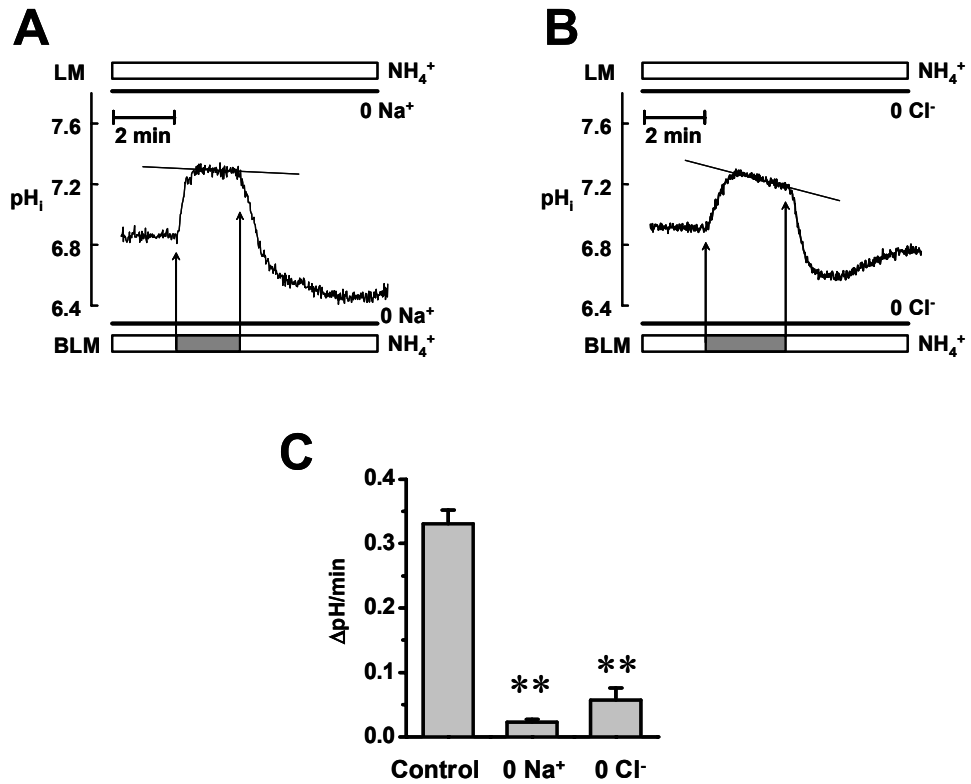 A
LM
NH₄⁺
0 Na⁺
7.6
2 min
7.2
pHᵢ
6.8
6.4
0 Na⁺
BLM
NH₄⁺
B
LM
NH₄⁺
0 Cl⁻
7.6
2 min
7.2
pHᵢ
6.8
6.4
0 Cl⁻
BLM
NH₄⁺
C
0.4
0.3
0.2
0.1
0.0
ΔpH/min
**
**
Control 0 Na⁺ 0 Cl⁻